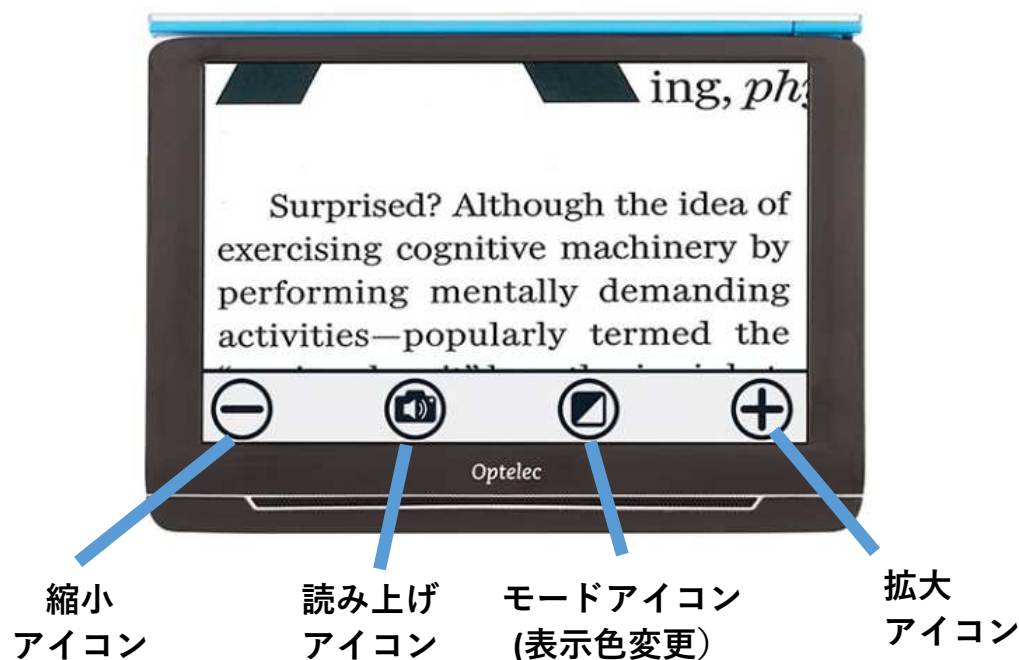 ing, ph
Surprised? Although the idea of
exercising cognitive machinery by
performing mentally demanding
activities—popularly termed the
Optelec
縮小
アイコン
読み上げ
アイコン
モードアイコン
(表示色変更）
拡大
アイコン